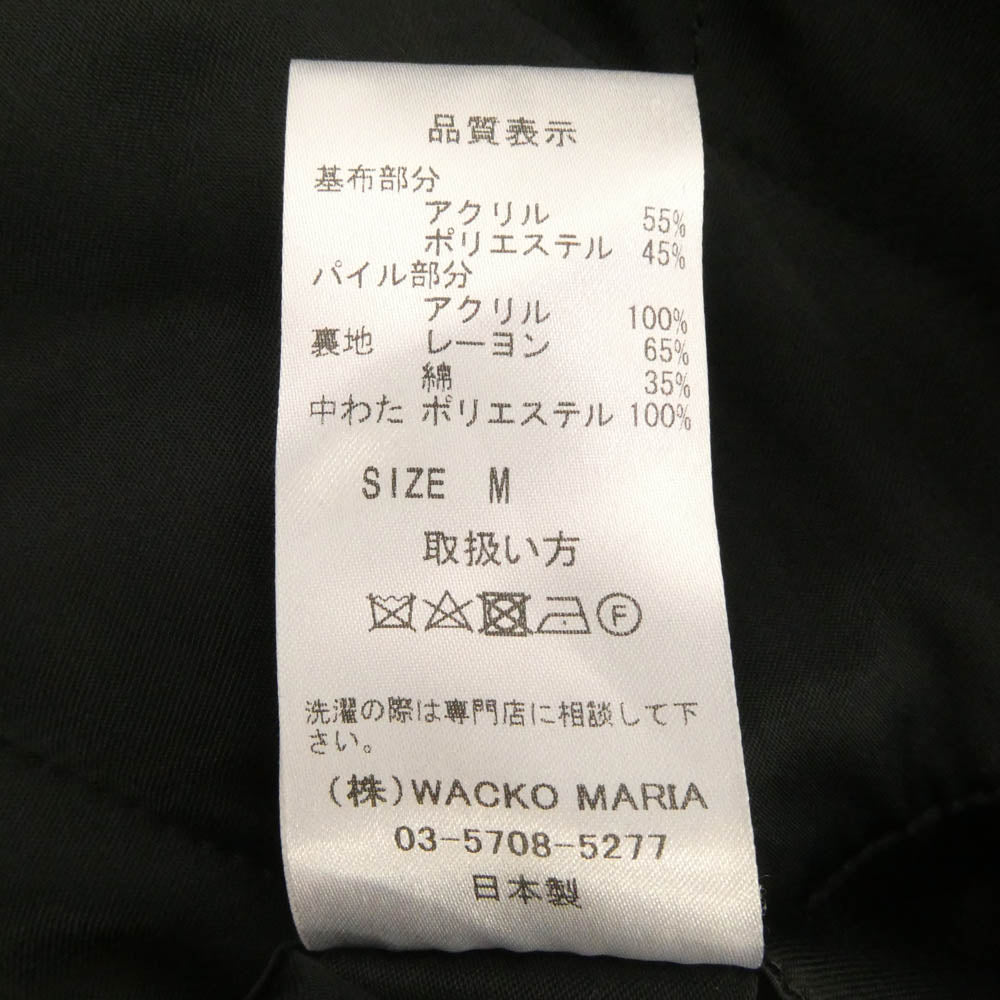 品質表示
基布部分
アクリル 55%
ポリエステル 45%
パイル部分
アクリル 100%
裏地 レーヨン 65%
綿 35%
中わた ポリエステル 100%
SIZE M
取扱い方
F
洗濯の際は専門店に相談して下
さい。
(株)WACKO MARIA
03-5708-5277
日本製